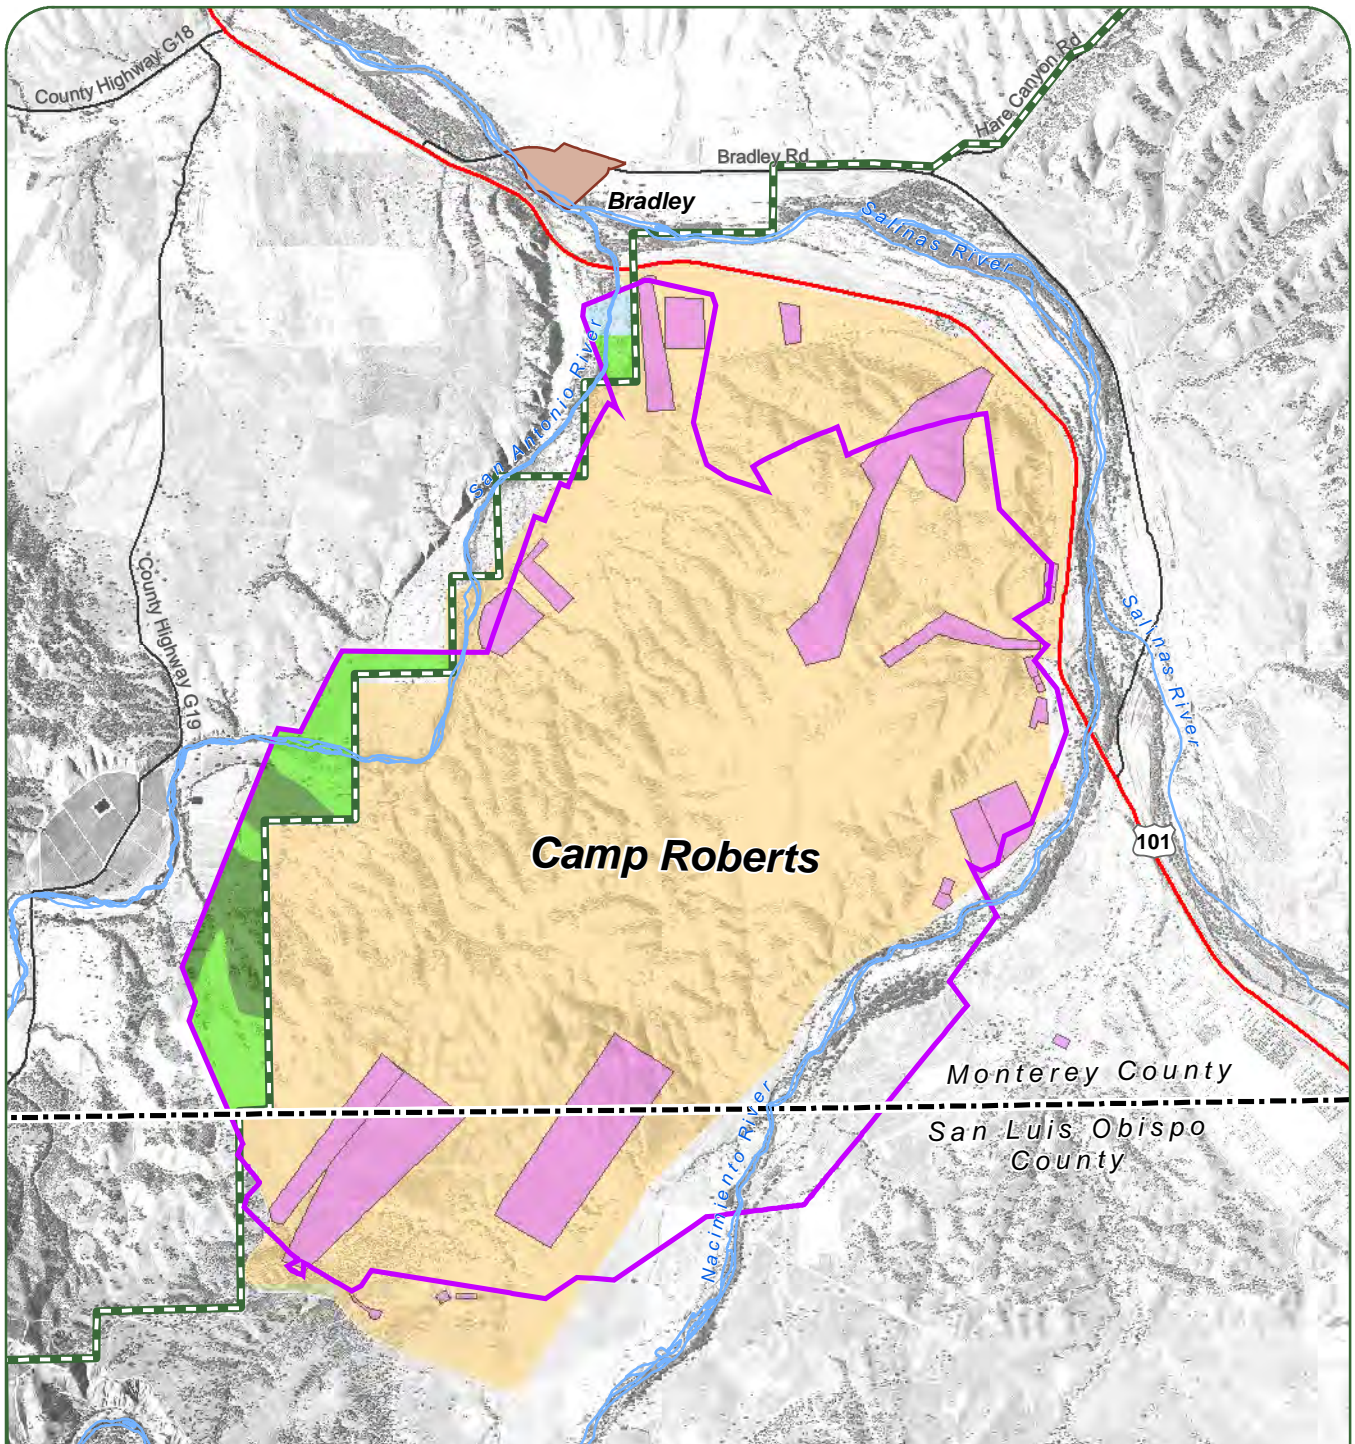 County Highway G18
Hare Canyon Rd
Bradley Rd
Bradley
Salinas River
San Antonio River
County Highway G19
Salinas River
Camp Roberts
101
Monterey County
San Luis Obispo
County
Nacimiento River